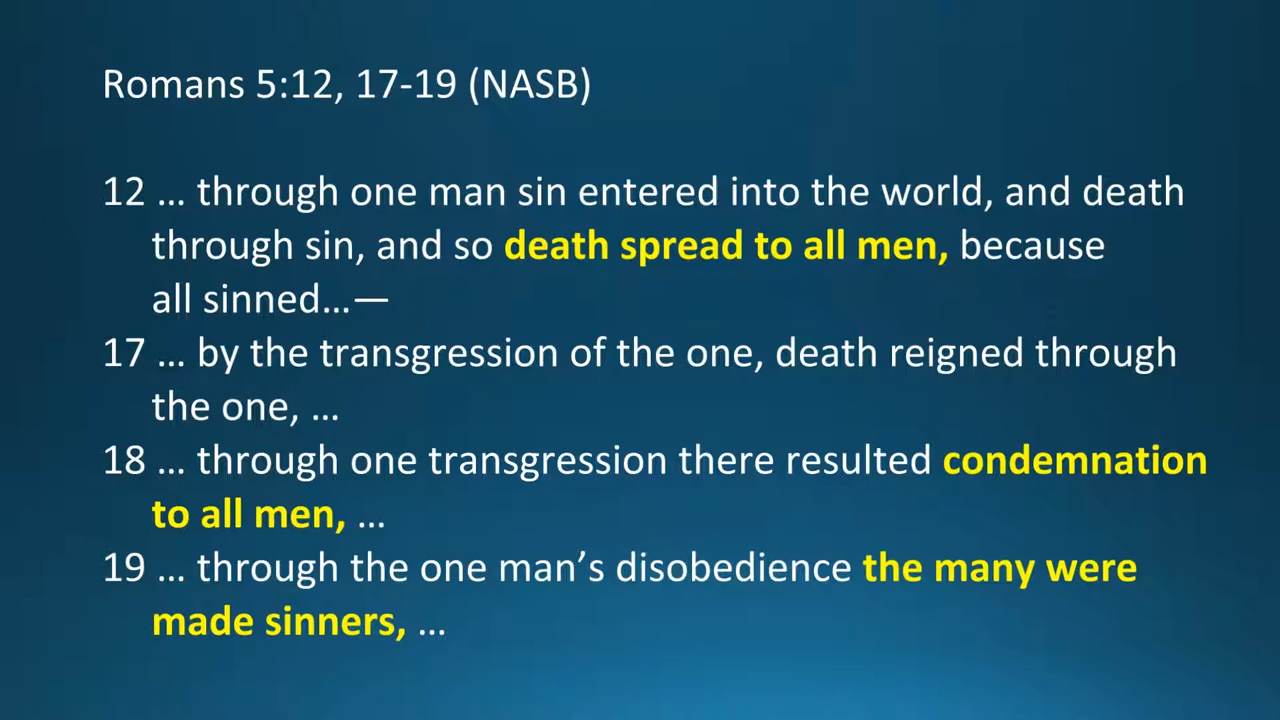 Romans 5:12, 17-19 (NASB)
12 … through one man sin entered into the world, and death
through sin, and so death spread to all men, because
all sinned…—
17 … by the transgression of the one, death reigned through
the one, …
18 … through one transgression there resulted condemnation
to all men, …
19 … through the one man’s disobedience the many were
made sinners, …